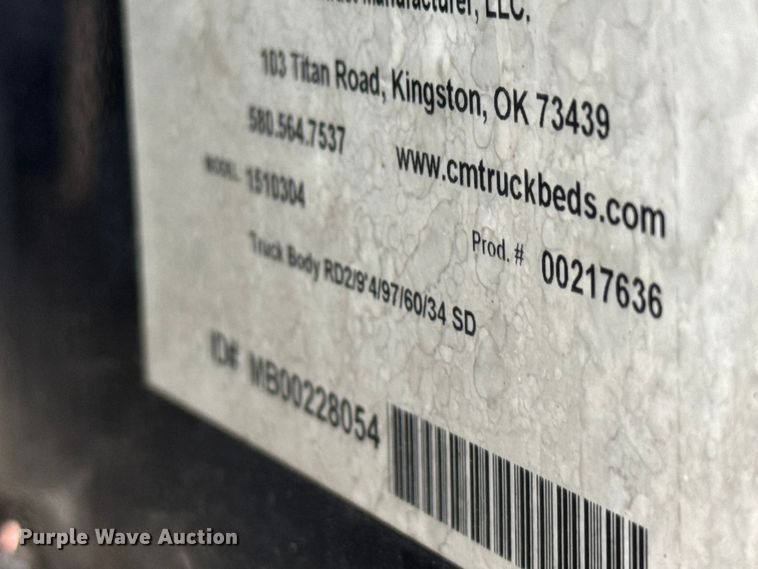 Manufacturer, LLC.
103 Titan Road, Kingston, OK 73439
580.564.7537 www.cmtruckbeds.com
MODEL 1510304
Prod. # 00217636
Truck Body RD2/9'4/97/60/34 SD
ID# MB00228054
Purple Wave Auction